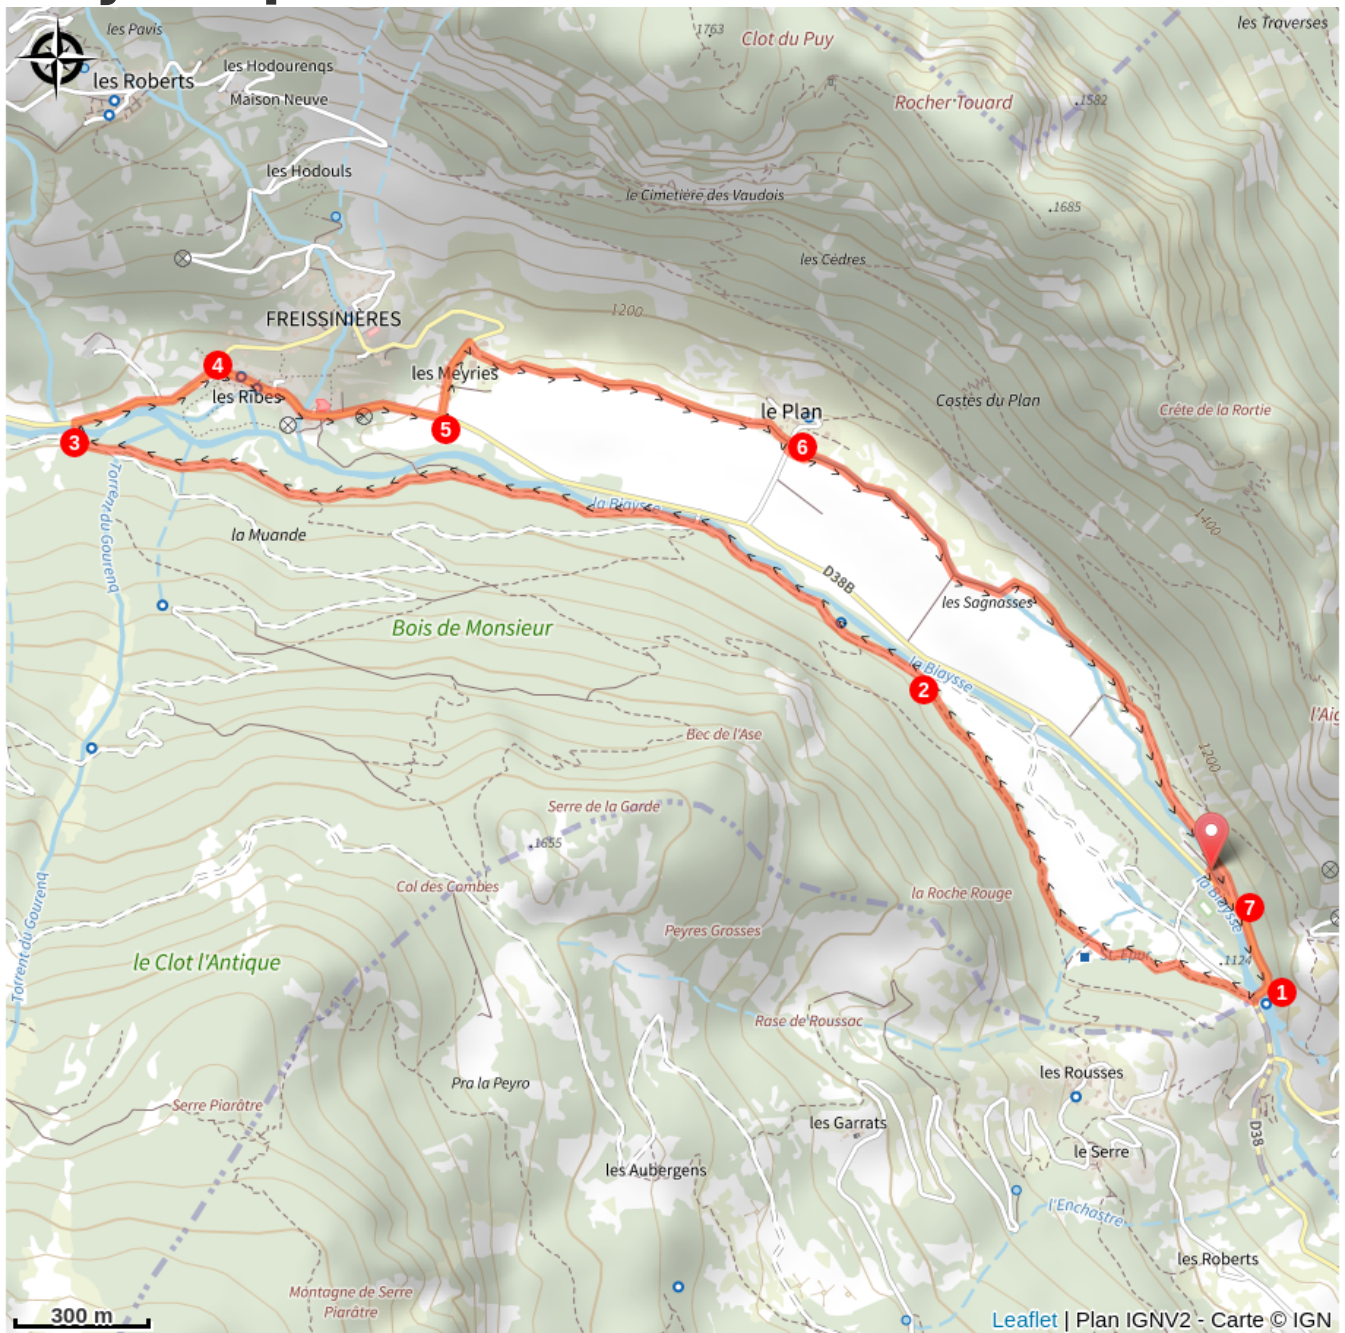 les Pavis
1763
Clot du Puy
les Traverses
les Hodourenqs
les Roberts
Maison Neuve
Rocher Touard
1582
les Hodouls
le Cimetière des Vaudois
1685
les Cèdres
1200
FREISSINIÈRES
4
les Meyries
les Ribes
le Plan
Costes du Plan
Crête de la Rortie
3
5
6
la Biaysse
1400
la Muande
D38B
Torrent du Gourenq
les Sagnasses
Bois de Monsieur
la Biaysse
2
Bec de l'Ase
1200
Serre de la Garde
1655
Col des Combes
la Roche Rouge
la Biaysse
7
Peyres Grosses
Torrent du Gourenq
le Clot l'Antique
1124
1
Rase de Roussac
les Rousses
Pra la Peyro
Serre Piarâtre
les Garrats
D38
le Serre
les Aubergens
l'Enchastre
les Roberts
Montagne de Serre
Piarâtre
300 m
Leaflet | Plan IGNV2 - Carte © IGN